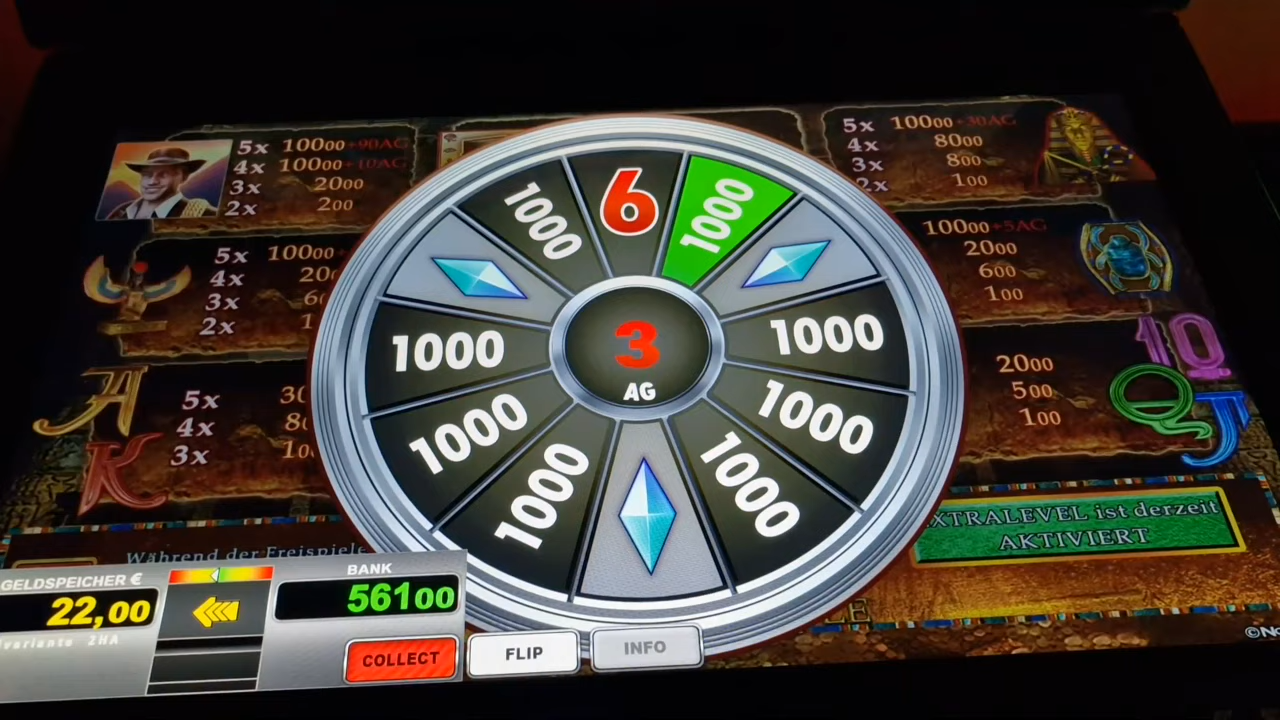 5x 10000+90AG
4x 10000+10AG
3x 2000
2x 200
5x 10000+30AG
4x 8000
3x 800
2x 100
5x 10000
4x
3x
2x
10000+5AG
2000
600
100
5x
4x
3x
2000
500
100
A
K
10
Q
J
1000
6
1000
1000
1000
1000
1000
1000
1000
3
AG
EXTRALEVEL ist derzeit
AKTIVIERT
Während der Freispiele
GELDSPEICHER €
22,00
BANK
56100
COLLECT
FLIP
INFO